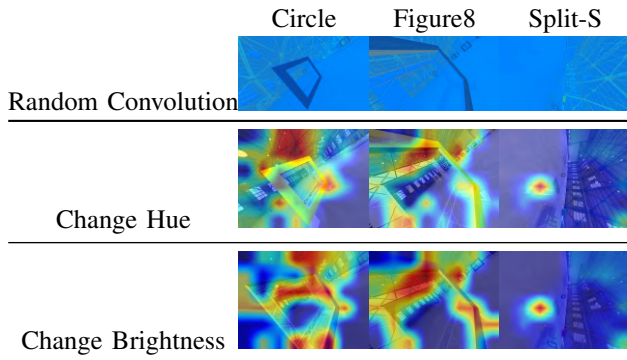 Circle Figure8 Split-S
Random Convolution
Change Hue
Change Brightness